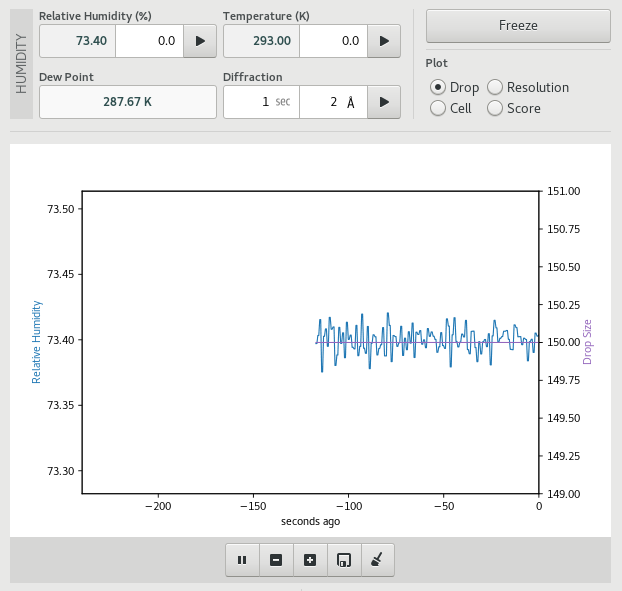 HUMIDITY
Relative Humidity (%)
73.40 0.0
Temperature (K)
293.00 0.0
Dew Point
287.67 K
Diffraction
1 sec 2 Å
Freeze
Plot
Drop Resolution
Cell Score
73.50
73.45
73.40
73.35
73.30
Relative Humidity
151.00
150.75
150.50
150.25
150.00
149.75
149.50
149.25
149.00
Drop Size
−200 −150 −100 −50 0
seconds ago